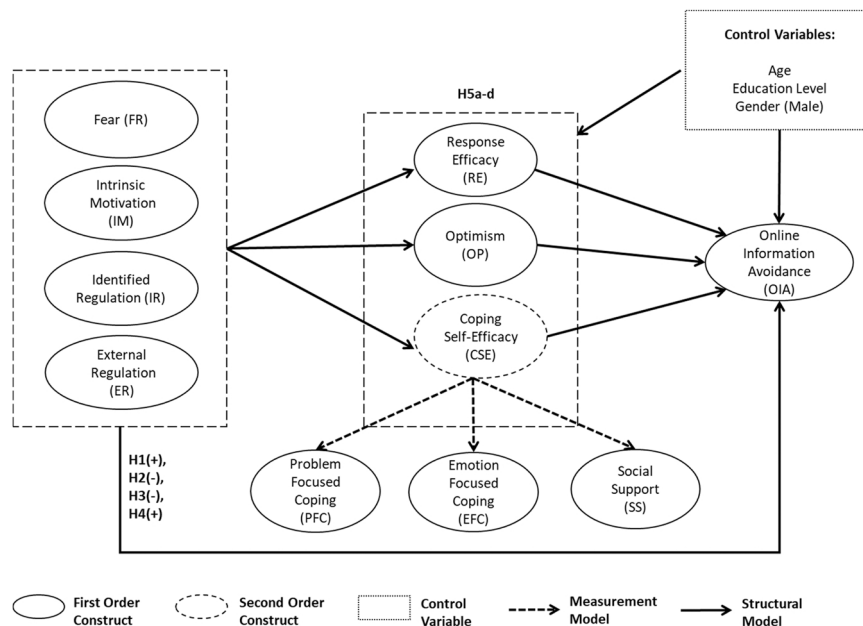 Control Variables:
Age
Education Level
Gender (Male)
H5a-d
Fear (FR)
Intrinsic
Motivation
(IM)
Identified
Regulation (IR)
External
Regulation
(ER)
Response
Efficacy
(RE)
Optimism
(OP)
Coping
Self-Efficacy
(CSE)
Online
Information
Avoidance
(OIA)
H1(+),
H2(-),
H3(-),
H4(+)
Problem
Focused
Coping
(PFC)
Emotion
Focused
Coping
(EFC)
Social
Support
(SS)
First Order
Construct
Second Order
Construct
Control
Variable
Measurement
Model
Structural
Model